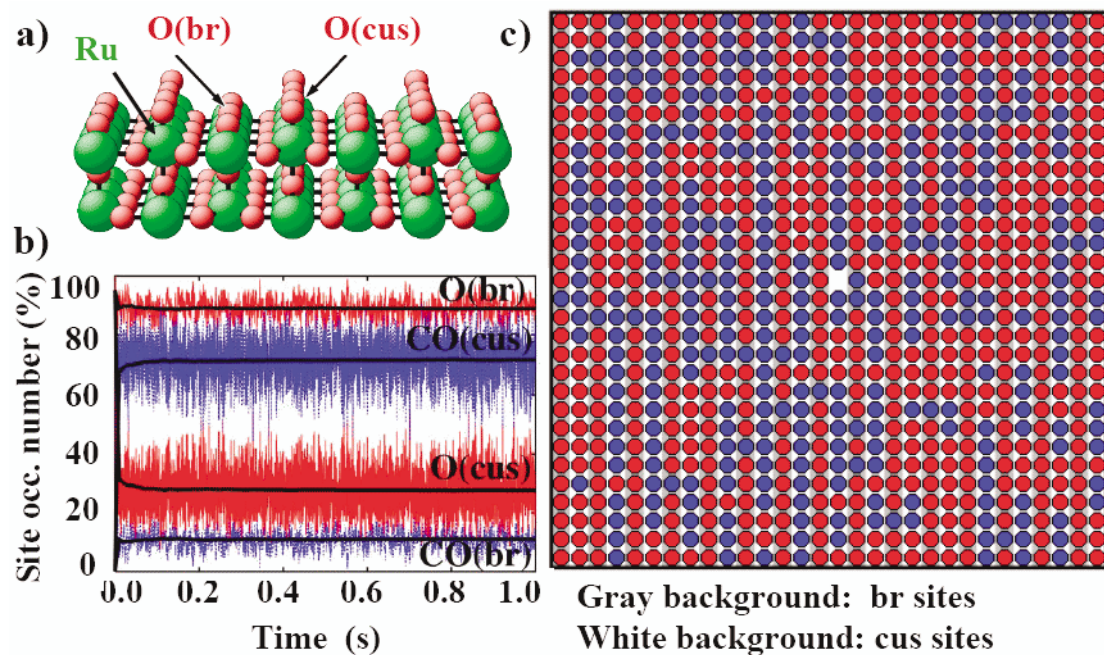 a)
O(br)
O(cus)
Ru
b)
Site occ. number (%)
100
80
60
40
20
0
O(br)
CO(cus)
O(cus)
CO(br)
0.0 0.2 0.4 0.6 0.8 1.0
Time (s)
c)
Gray background: br sites
White background: cus sites